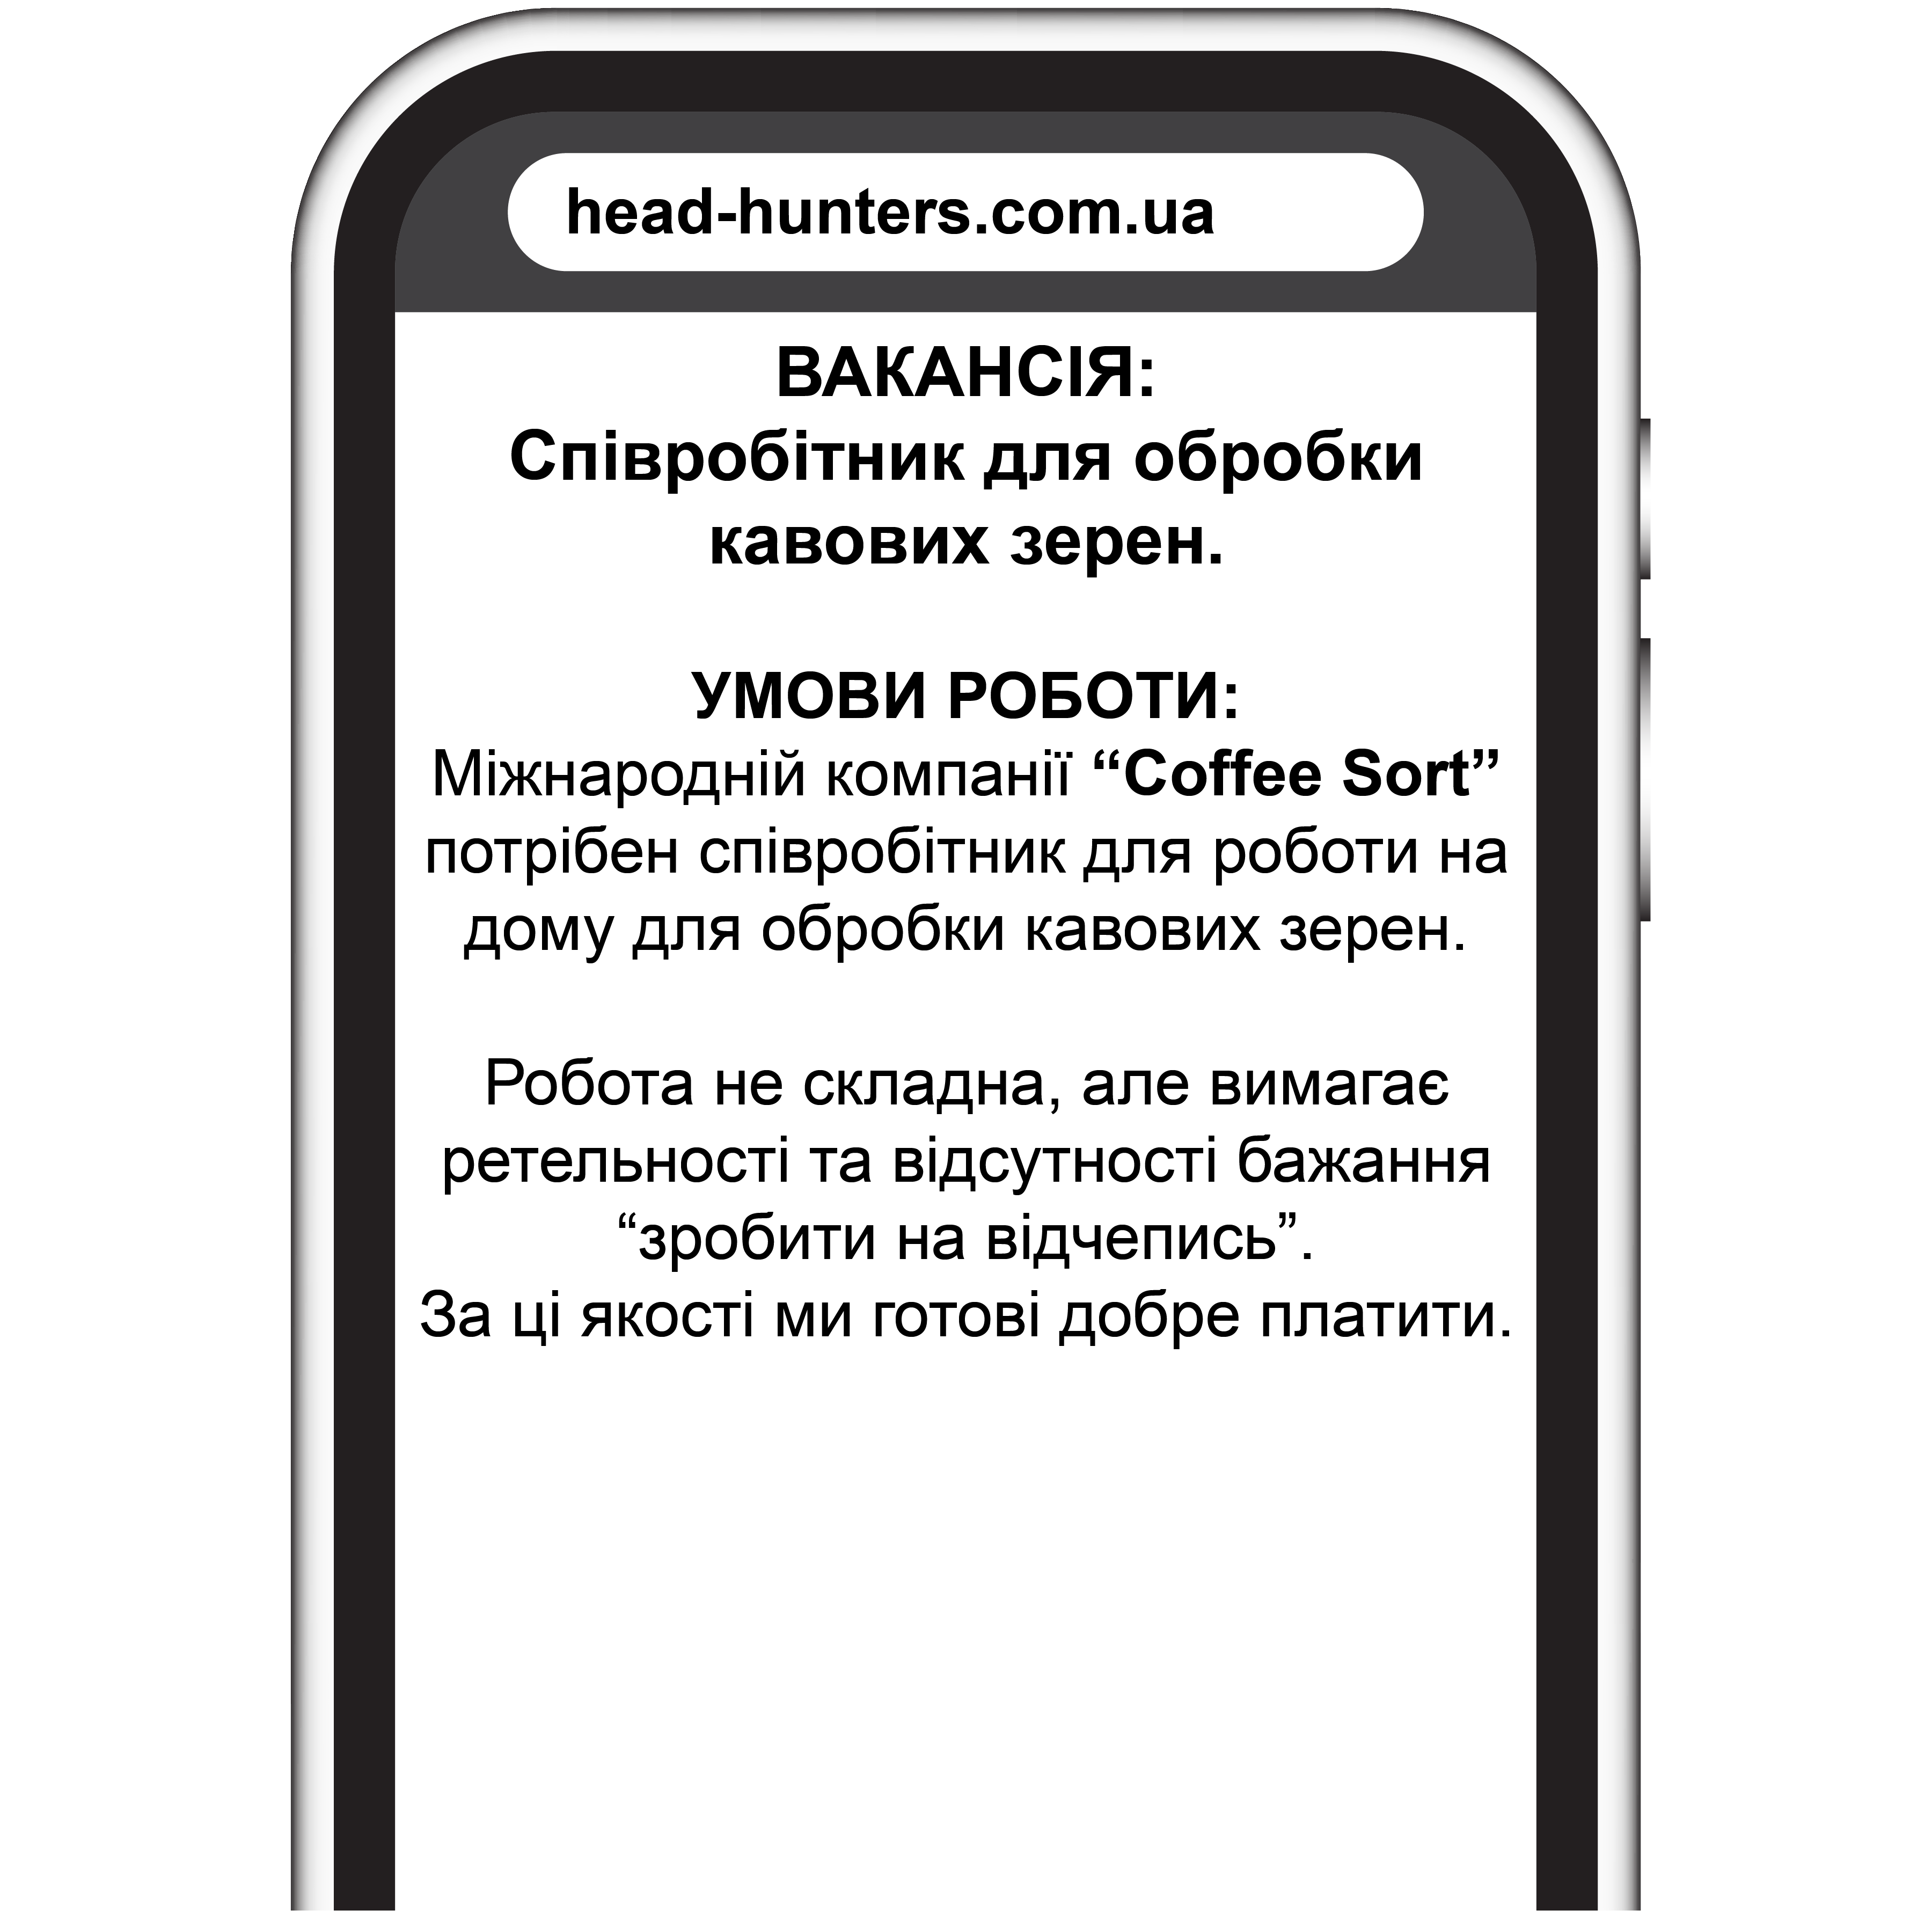 head-hunters.com.ua
ВАКАНСІЯ:
Співробітник для обробки
кавових зерен.
УМОВИ РОБОТИ:
Міжнародній компанії “Coffee Sort”
потрібен співробітник для роботи на
дому для обробки кавових зерен.
Робота не складна, але вимагає
ретельності та відсутності бажання
“зробити на відчепись”.
За ці якості ми готові добре платити.